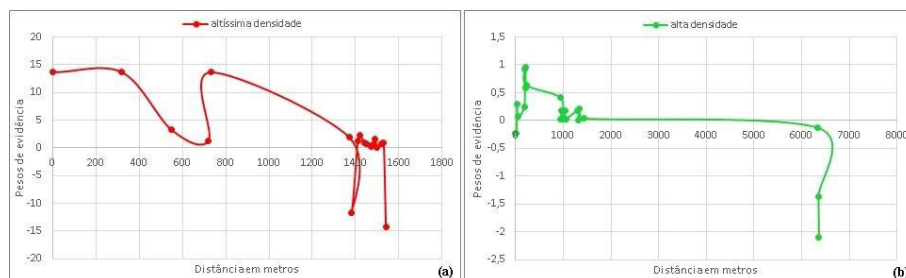 altíssima densidade
Pesos de evidência
20
15
10
5
0
-5
-10
-15
-20
0 200 400 600 800 1000 1200 1400 1600 1800
Distância em metros
(a)
alta densidade
Pesos de evidência
1,5
1
0,5
0
-0,5
-1
-1,5
-2
-2,5
0 1000 2000 3000 4000 5000 6000 7000 8000
Distância em metros
(b)